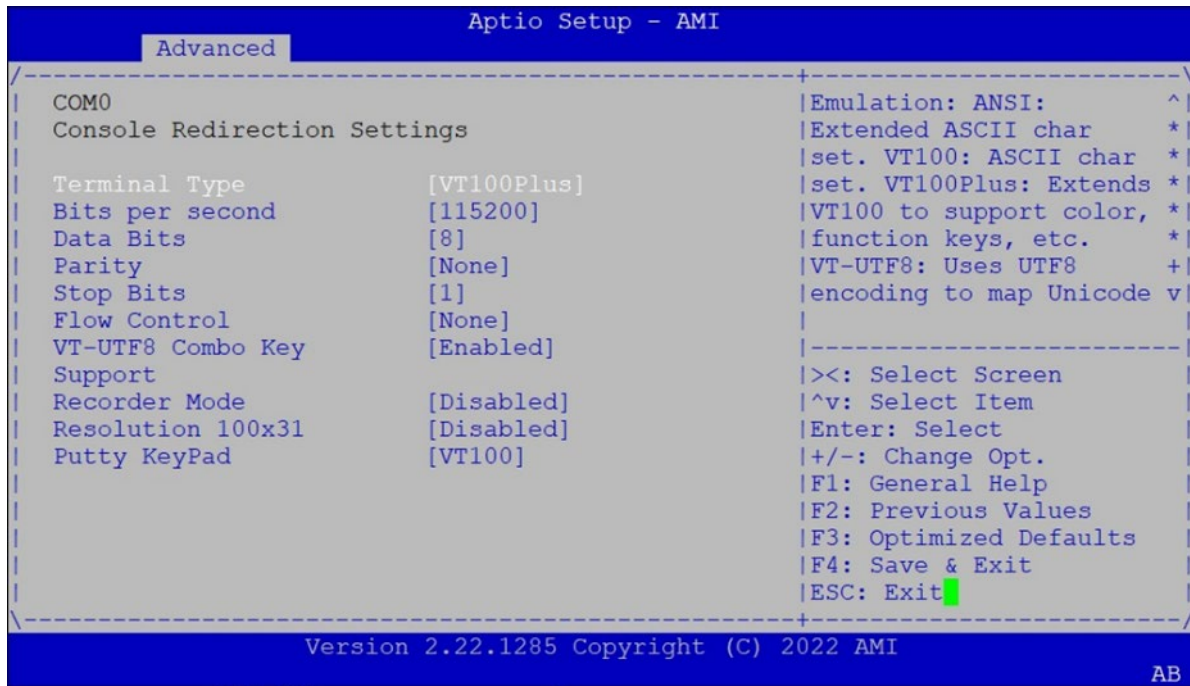 Aptio Setup - AMI
Advanced
COM0
Console Redirection Settings
Terminal Type [VT100Plus]
Bits per second [115200]
Data Bits [8]
Parity [None]
Stop Bits [1]
Flow Control [None]
VT-UTF8 Combo Key [Enabled]
Support
Recorder Mode [Disabled]
Resolution 100x31 [Disabled]
Putty KeyPad [VT100]
Emulation: ANSI: ^
Extended ASCII char *
set. VT100: ASCII char *
set. VT100Plus: Extends *
VT100 to support color, *
function keys, etc. *
VT-UTF8: Uses UTF8 +
encoding to map Unicode v
><: Select Screen
^v: Select Item
Enter: Select
+/-: Change Opt.
F1: General Help
F2: Previous Values
F3: Optimized Defaults
F4: Save & Exit
ESC: Exit
Version 2.22.1285 Copyright (C) 2022 AMI
AB